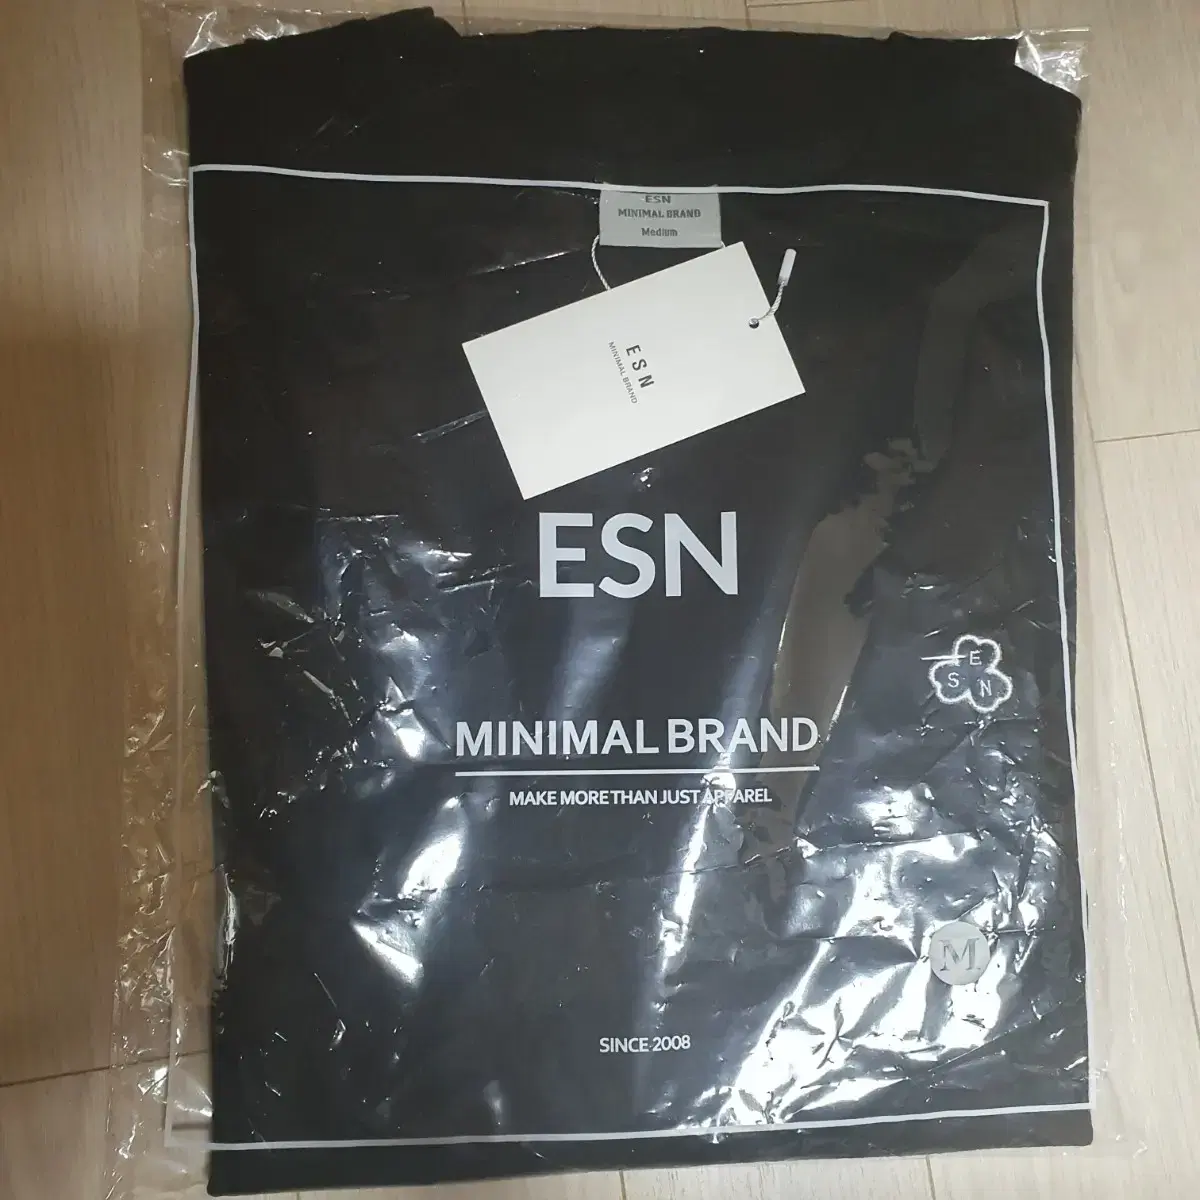 ESN
MINIMAL BRAND
Medium
ESN
MINIMAL BRAND
ESN
MINIMAL BRAND
MAKE MORE THAN JUST APPAREL
E
S N
M
SINCE 2008